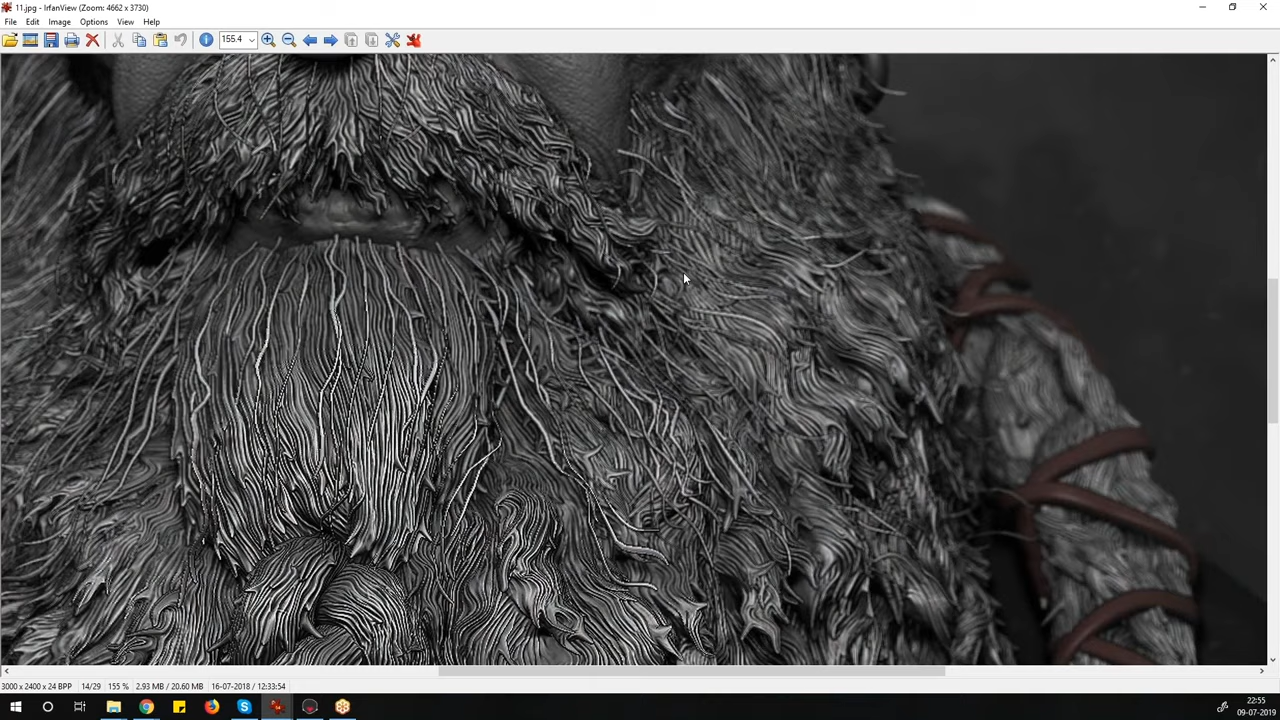 11.jpg - IrfanView (Zoom: 4662 x 3730)
File Edit Image Options View Help
155.4
3000 x 2400 x 24 BPP 14/29 155 % 2.93 MB / 20.60 MB 16-07-2018 / 12:33:54
22:55
09-07-2019